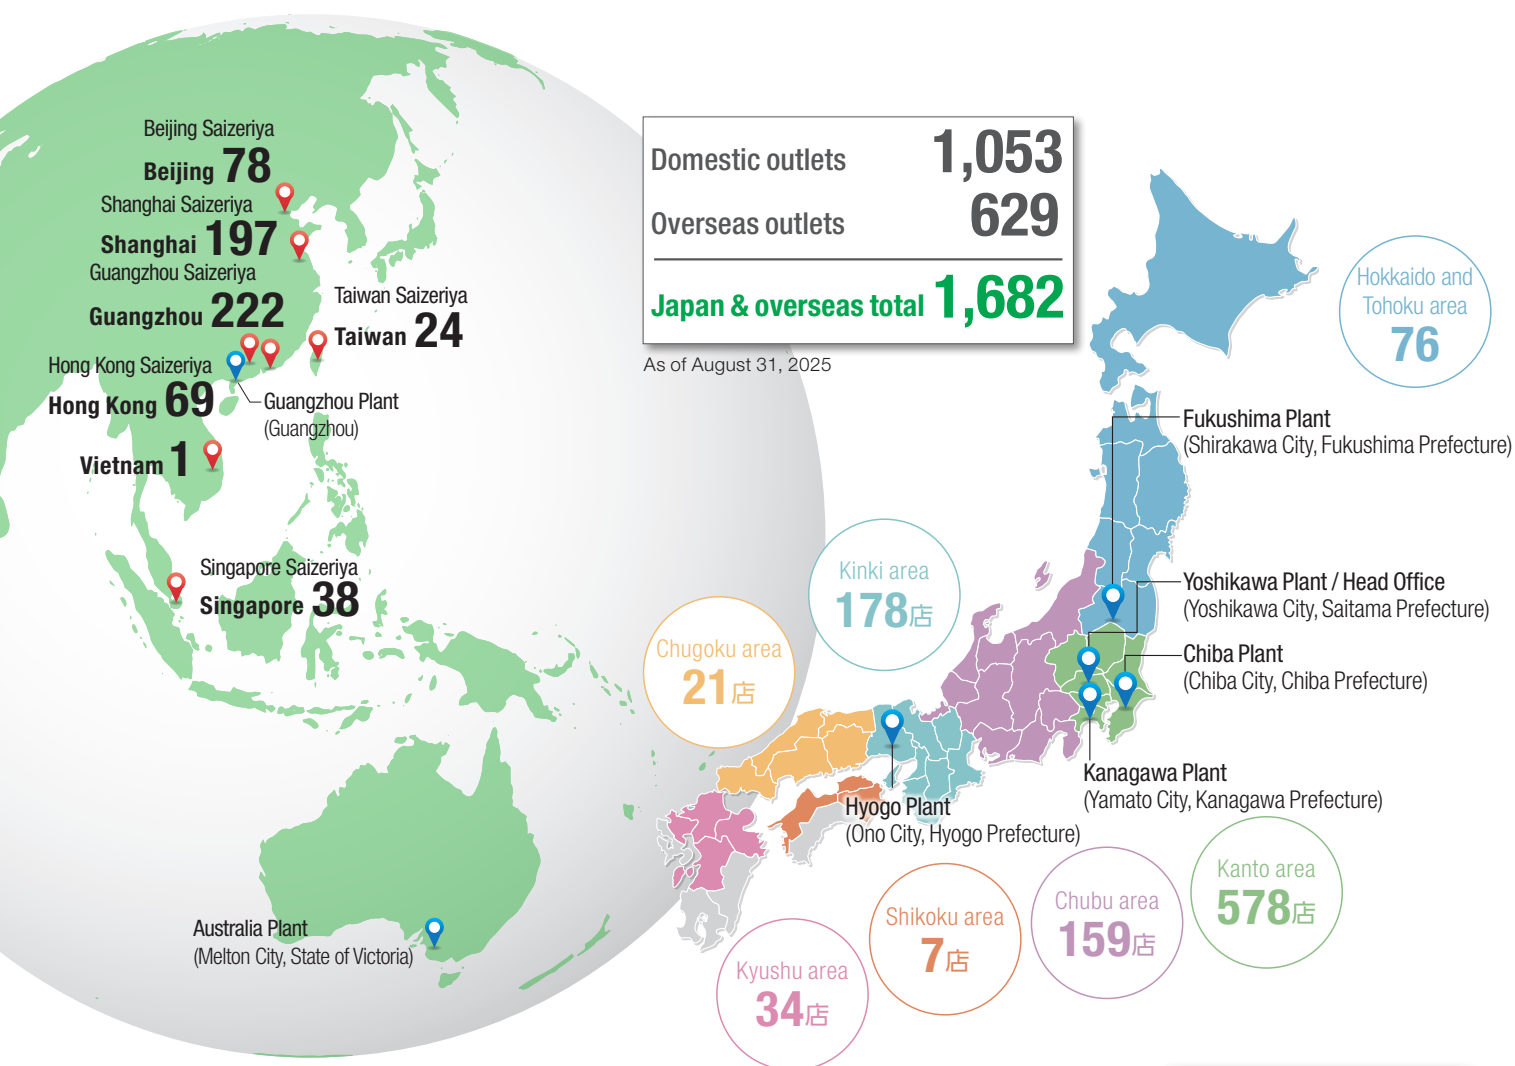 Beijing Saizeriya
Beijing 78
Shanghai Saizeriya
Shanghai 197
Guangzhou Saizeriya
Guangzhou 222
Taiwan Saizeriya
Taiwan 24
Hong Kong Saizeriya
Hong Kong 69
Guangzhou Plant
(Guangzhou)
Vietnam 1
Singapore Saizeriya
Singapore 38
Australia Plant
(Melton City, State of Victoria)
Domestic outlets 1,053
Overseas outlets 629
Japan & overseas total 1,682
As of August 31, 2025
Hokkaido and
Tohoku area
76
Fukushima Plant
(Shirakawa City, Fukushima Prefecture)
Yoshikawa Plant / Head Office
(Yoshikawa City, Saitama Prefecture)
Chiba Plant
(Chiba City, Chiba Prefecture)
Kanagawa Plant
(Yamato City, Kanagawa Prefecture)
Kinki area
178店
Chugoku area
21店
Hyogo Plant
(Ono City, Hyogo Prefecture)
Kanto area
578店
Chubu area
159店
Shikoku area
7店
Kyushu area
34店